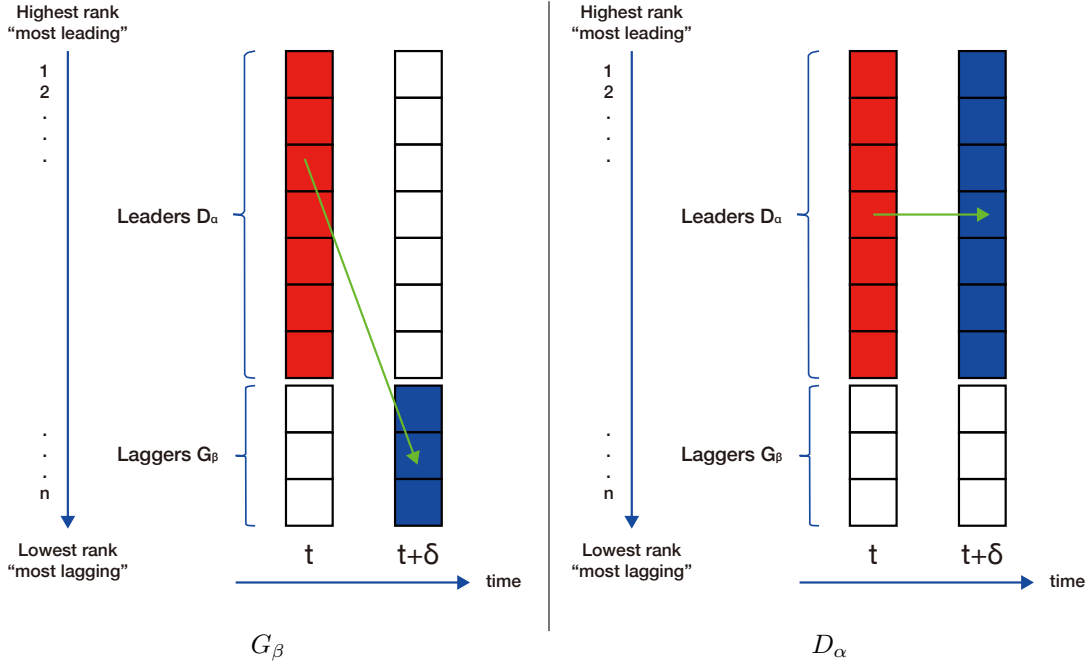 Highest rank
“most leading”
1
2
.
.
.
Leaders Dα
Laggers Gβ
.
.
.
n
Lowest rank
“most lagging”
t
t+δ
time
Gβ
Highest rank
“most leading”
1
2
.
.
.
Leaders Dα
Laggers Gβ
.
.
.
n
Lowest rank
“most lagging”
t
t+δ
time
Dα